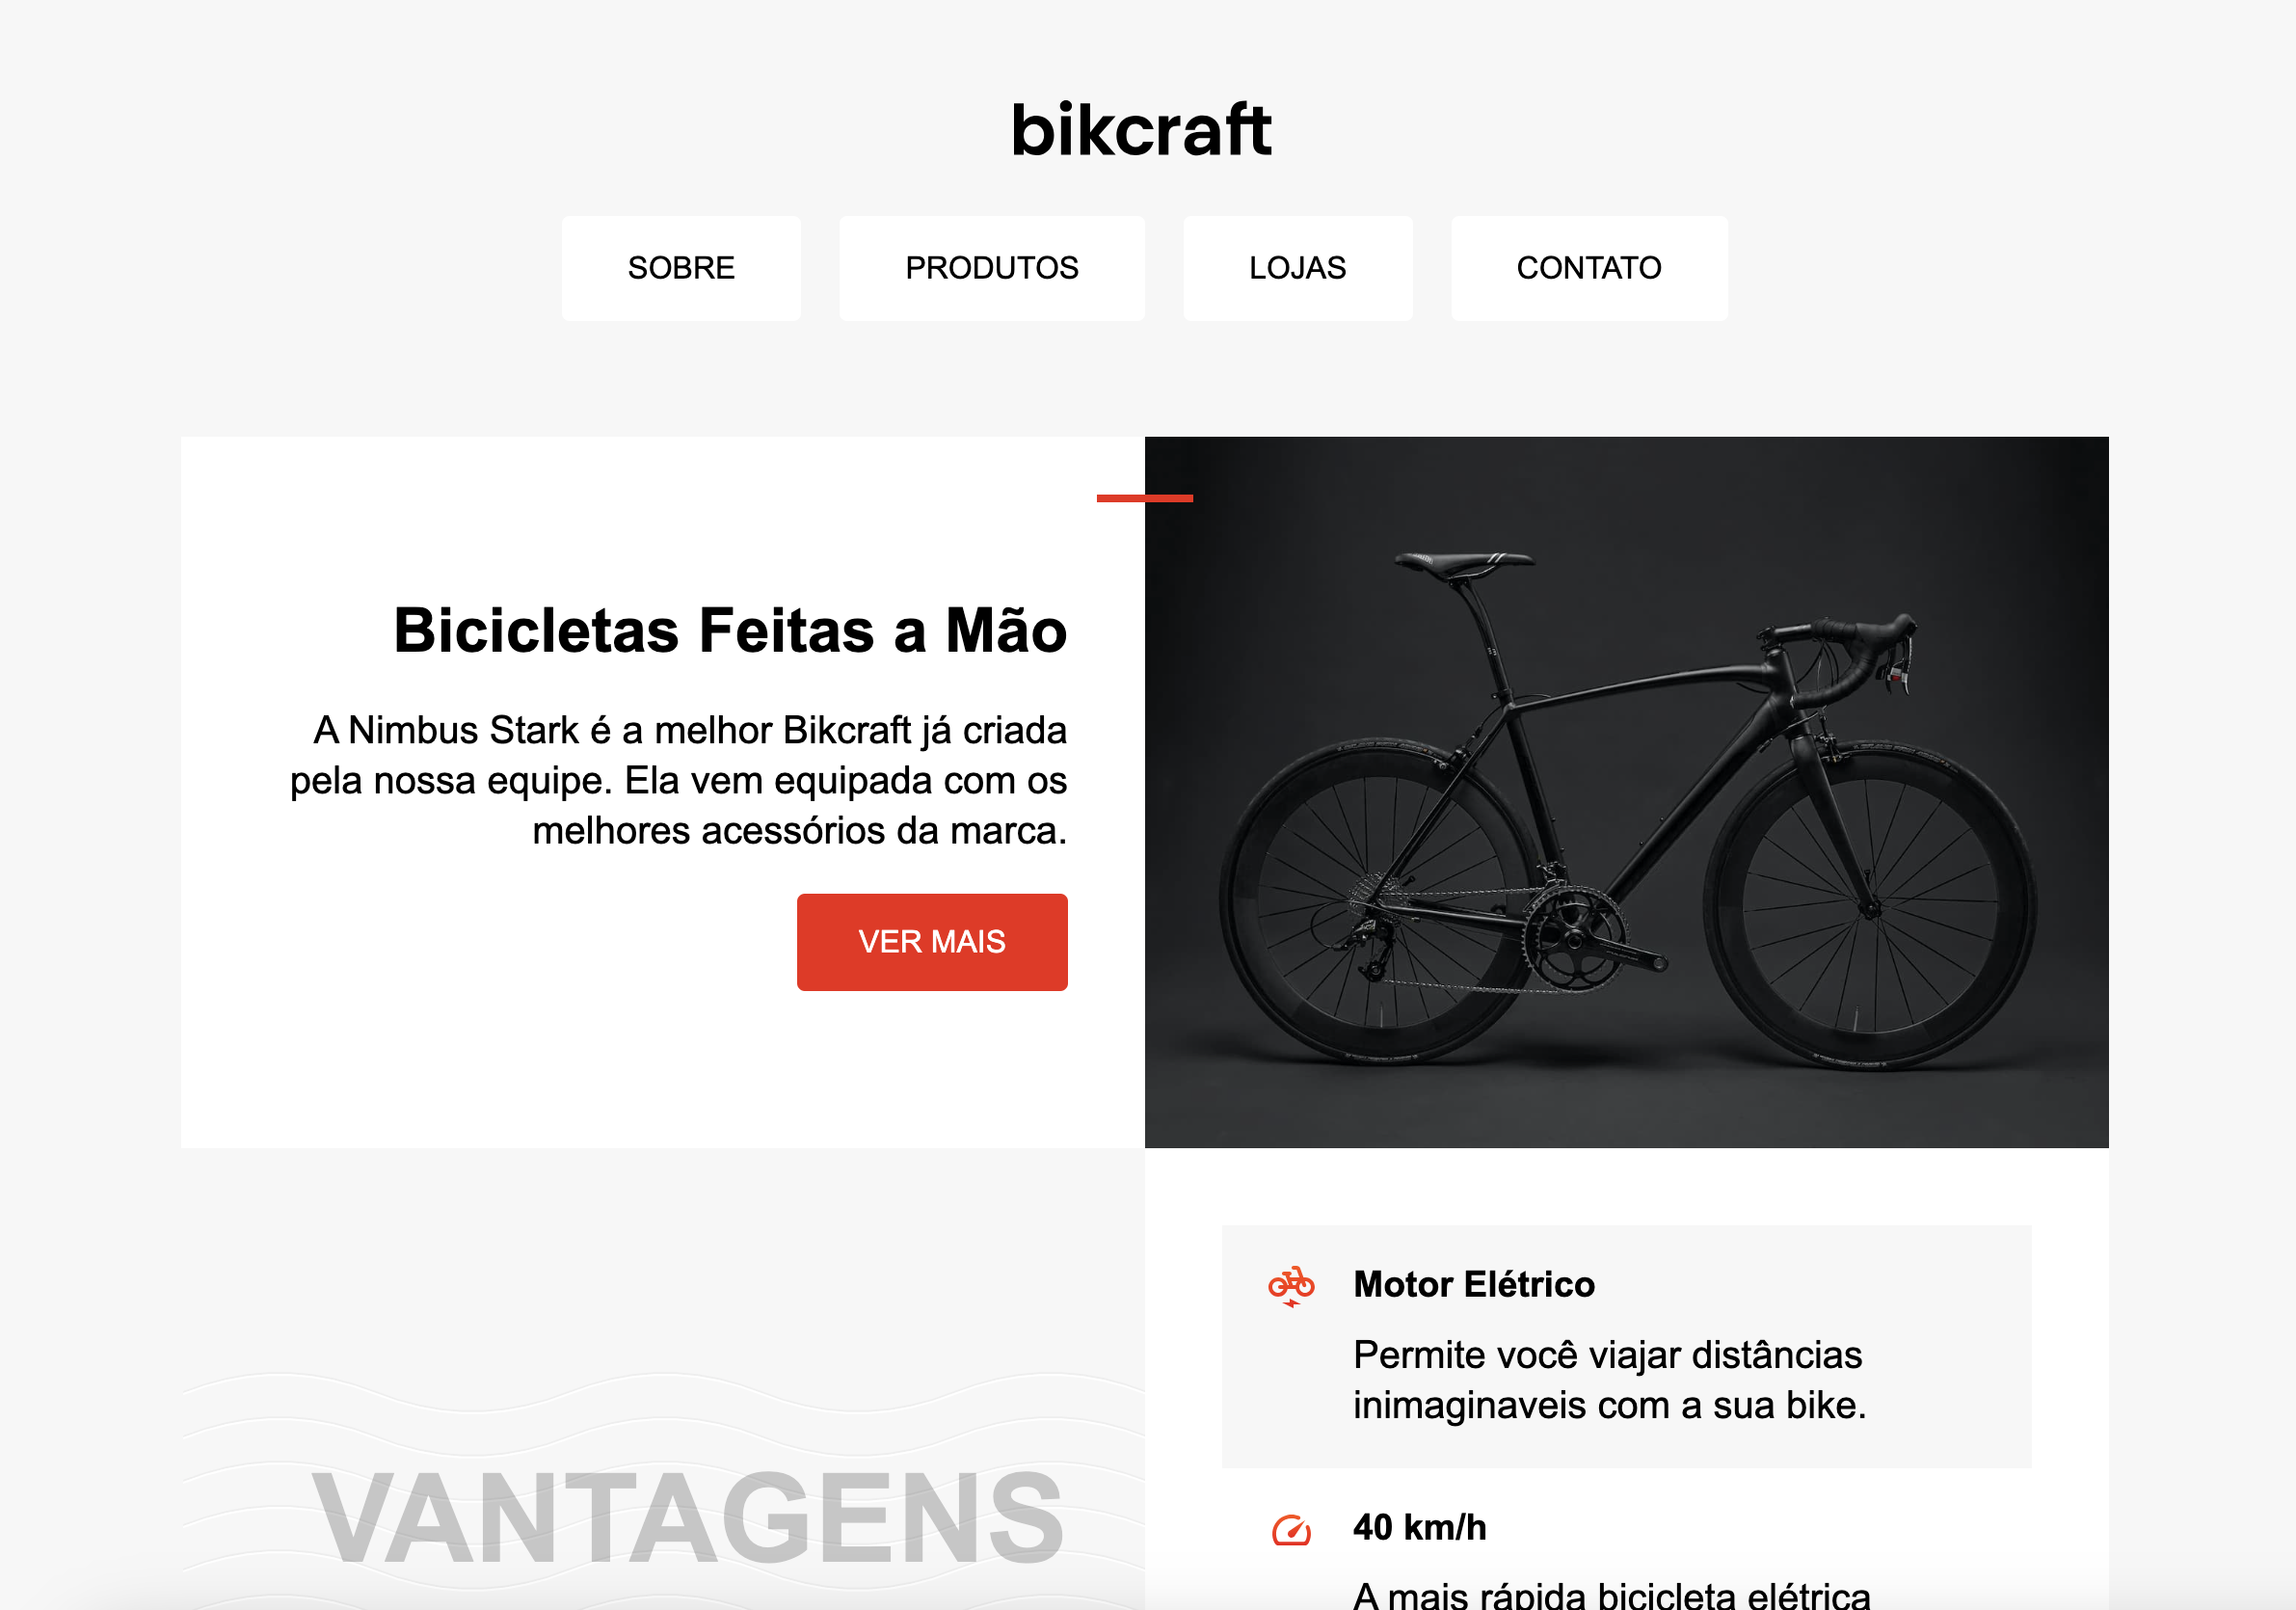 bikcraft
SOBRE
PRODUTOS
LOJAS
CONTATO
Bicicletas Feitas a Mão
A Nimbus Stark é a melhor Bikcraft já criada
pela nossa equipe. Ela vem equipada com os
melhores acessórios da marca.
VER MAIS
VANTAGENS
Motor Elétrico
Permite você viajar distâncias
inimaginaveis com a sua bike.
40 km/h
A mais rápida bicicleta elétrica